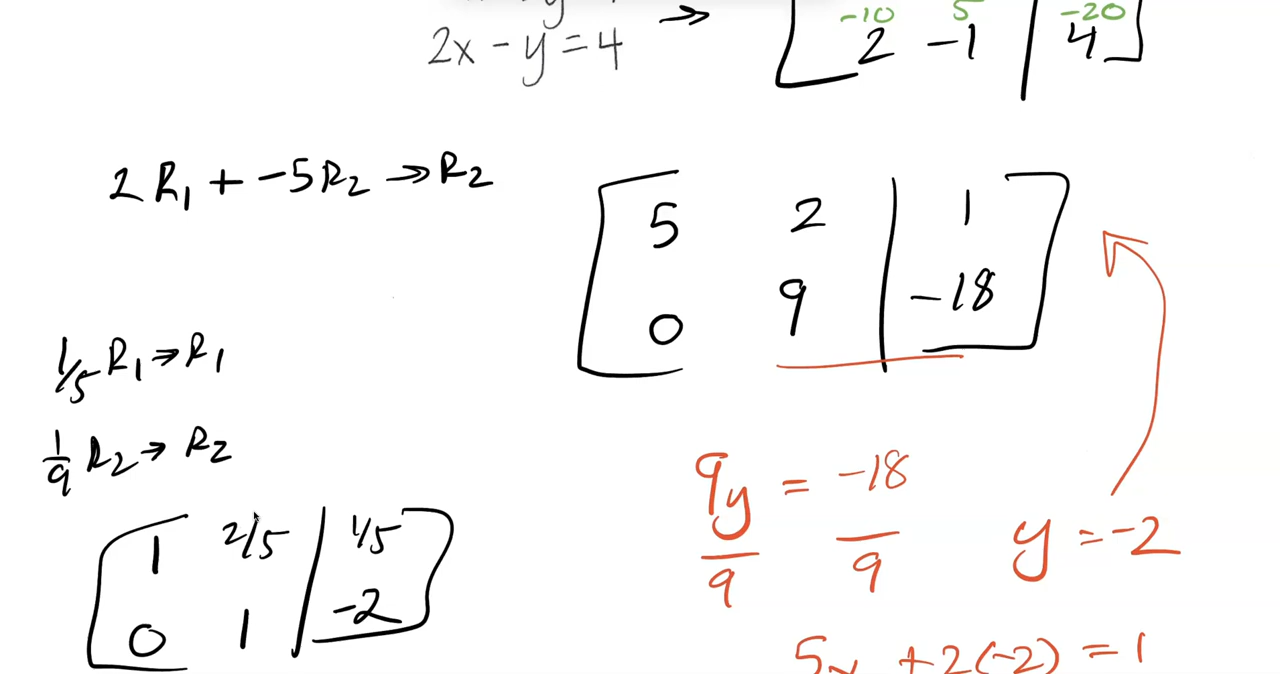 -10 5 -20
2x - y = 4 → [ 2 -1 | 4 ]
2R₁ + -5R₂ → R₂
[ 5 2 | 1
0 9 | -18 ]
1/5 R₁ → R₁
1/9 R₂ → R₂
[ 1 2/5 | 1/5
0 1 | -2 ]
9y = -18
9 9
y = -2
5x + 2(-2) = 1